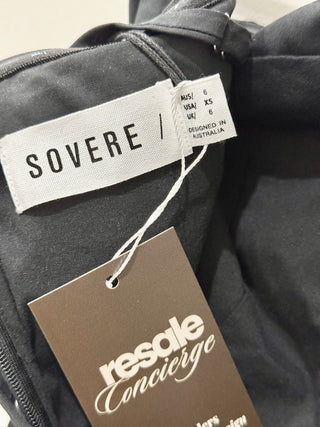 SOVERE /
AUS/ 6
USA/ XS
UK/ 6
DESIGNED IN
AUSTRALIA
resale
Concierge